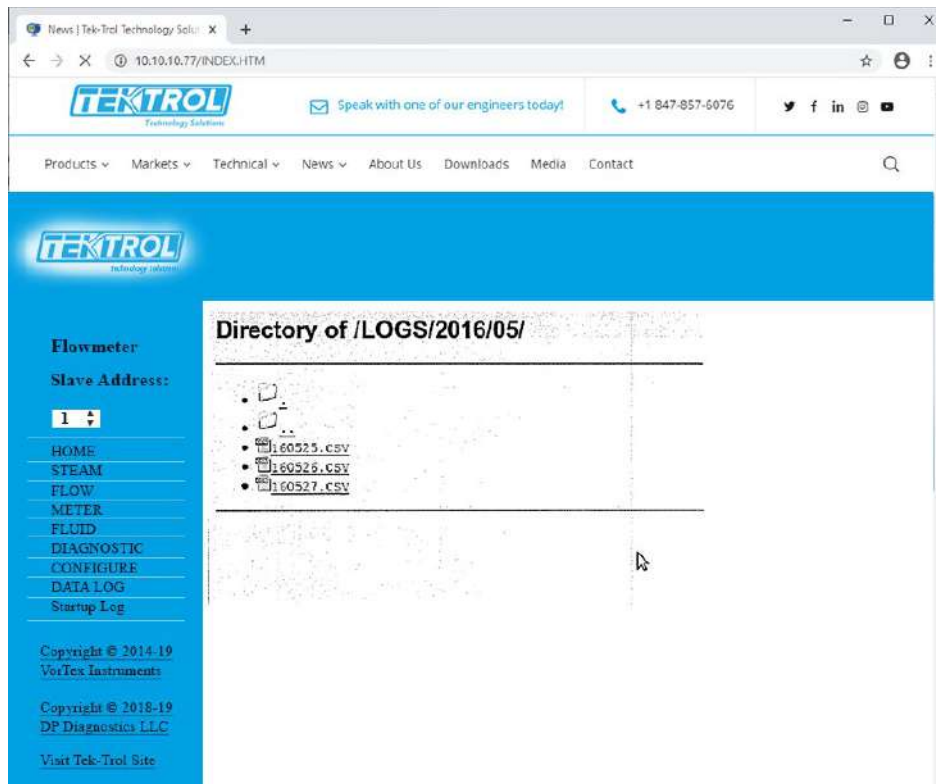 News | Tek-Trol Technology Solu
10.10.10.77/INDEX.HTM
TEKTROL
Technology Solutions
Speak with one of our engineers today!
+1 847-857-6076
Products
Markets
Technical
News
About Us
Downloads
Media
Contact
TEKTROL
technology solutions
Flowmeter
Slave Address:
1
HOME
STEAM
FLOW
METER
FLUID
DIAGNOSTIC
CONFIGURE
DATA LOG
Startup Log
Copyright © 2014-19
VorTex Instruments
Copyright © 2018-19
DP Diagnostics LLC
Visit Tek-Trol Site
Directory of /LOGS/2016/05/
.
..
160525.CSV
160526.CSV
160527.CSV